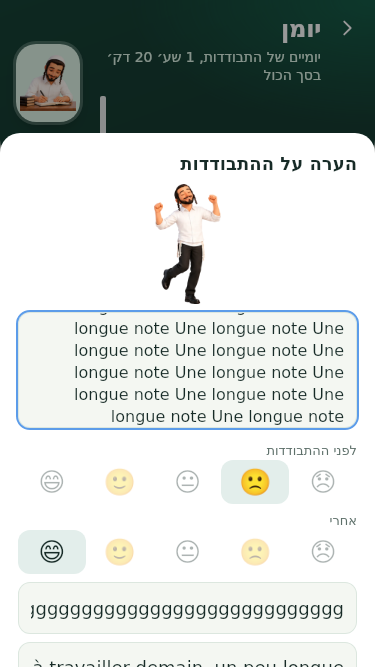 יומן
יומיים של התבודדות, 1 שע׳ 20 דק׳
בסך הכול
הערה על ההתבודדות
longue note Une longue note Une
longue note Une longue note Une
longue note Une longue note Une
longue note Une longue note Une
longue note Une longue note
לפני ההתבודדות
אחרי
à travailler demain, un peu longue